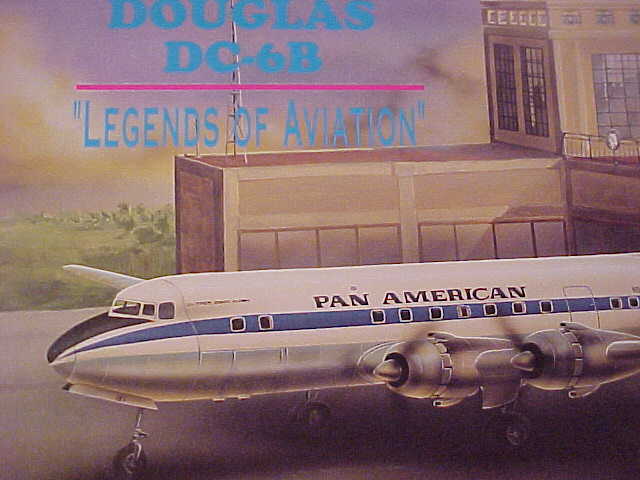 DOUGLAS
DC-6B
"LEGENDS OF AVIATION"
PAN AMERICAN